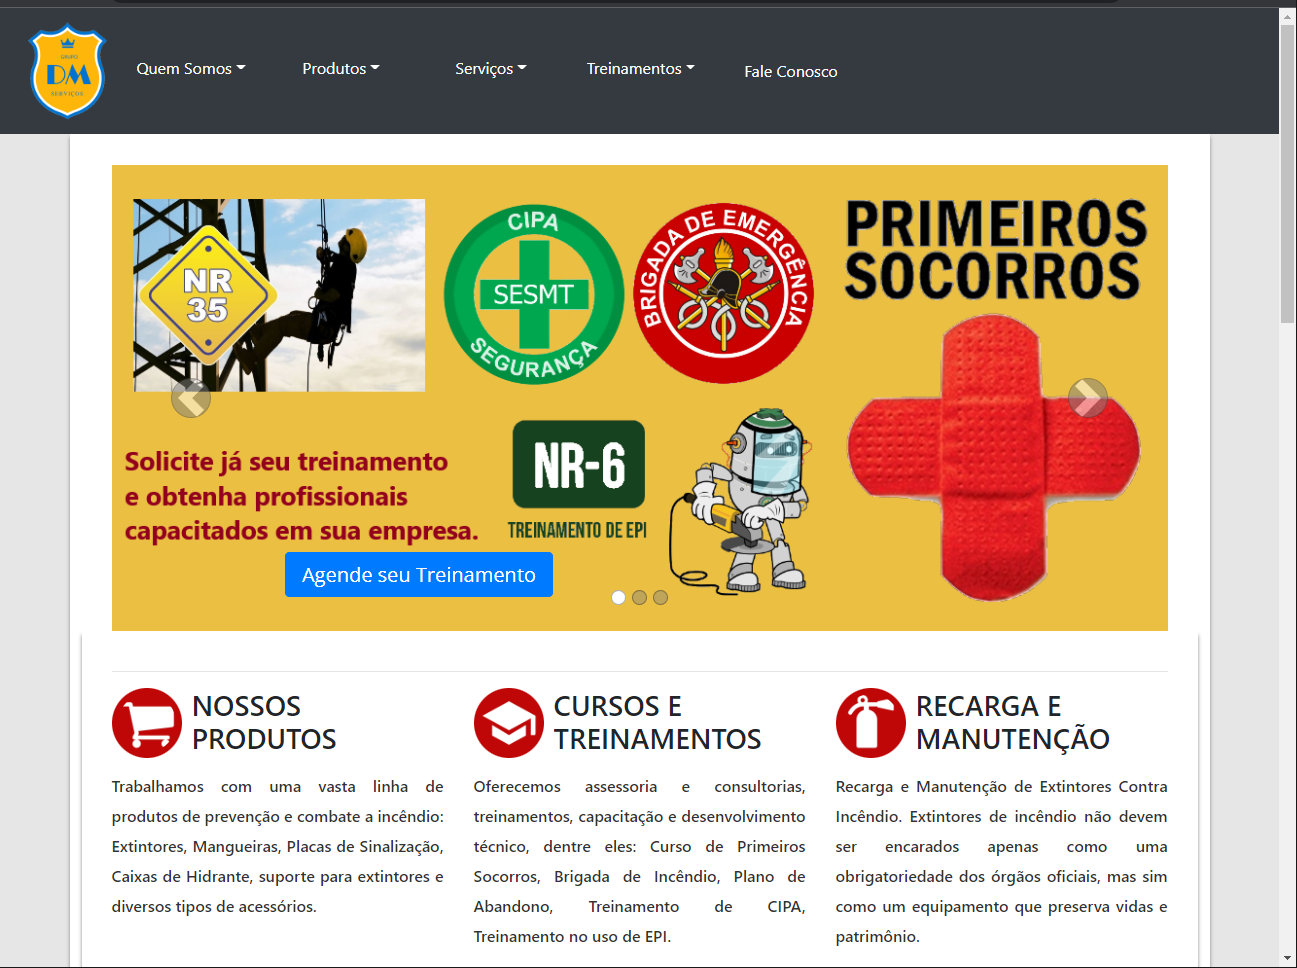 GRUPO
DM
SERVIÇOS
Quem Somos
Produtos
Serviços
Treinamentos
Fale Conosco
NR
35
CIPA
SESMT
SEGURANÇA
BRIGADA DE EMERGÊNCIA
PRIMEIROS
SOCORROS
Solicite já seu treinamento
e obtenha profissionais
capacitados em sua empresa.
NR-6
TREINAMENTO DE EPI
Agende seu Treinamento
NOSSOS
PRODUTOS
Trabalhamos com uma vasta linha de
produtos de prevenção e combate a incêndio:
Extintores, Mangueiras, Placas de Sinalização,
Caixas de Hidrante, suporte para extintores e
diversos tipos de acessórios.
CURSOS E
TREINAMENTOS
Oferecemos assessoria e consultorias,
treinamentos, capacitação e desenvolvimento
técnico, dentre eles: Curso de Primeiros
Socorros, Brigada de Incêndio, Plano de
Abandono, Treinamento de CIPA,
Treinamento no uso de EPI.
RECARGA E
MANUTENÇÃO
Recarga e Manutenção de Extintores Contra
Incêndio. Extintores de incêndio não devem
ser encarados apenas como uma
obrigatoriedade dos órgãos oficiais, mas sim
como um equipamento que preserva vidas e
patrimônio.